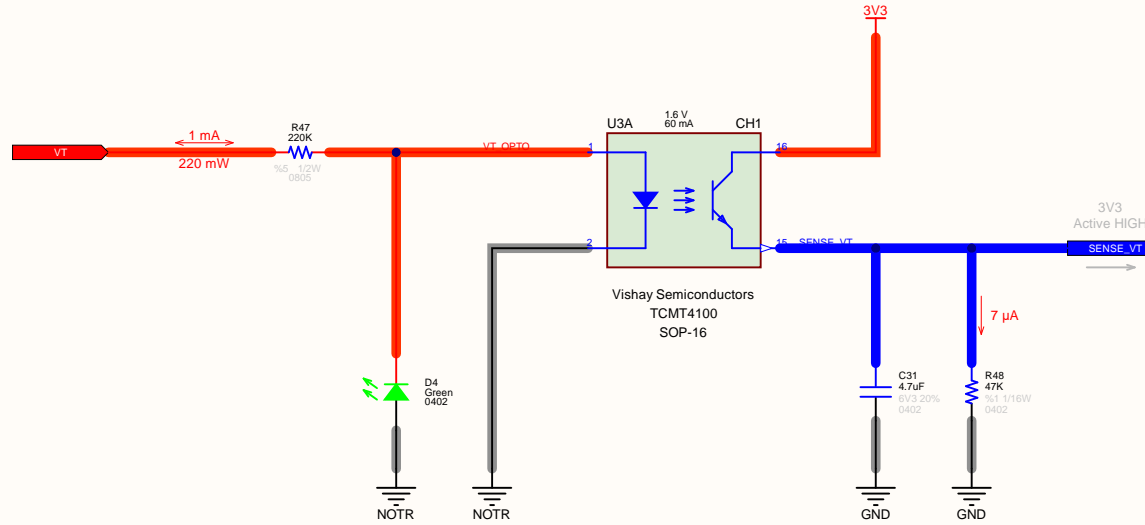 3V3
1 mA
VT
220 mW
R47
220K
%5 1/2W
0805
VT_OPTO
U3A
1.6 V
60 mA
CH1
1
16
2
15
SENSE_VT
3V3
Active HIGH
SENSE_VT
Vishay Semiconductors
TCMT4100
SOP-16
7 µA
D4
Green
0402
C31
4.7uF
6V3 20%
0402
R48
47K
%1 1/16W
0402
NOTR
NOTR
GND
GND